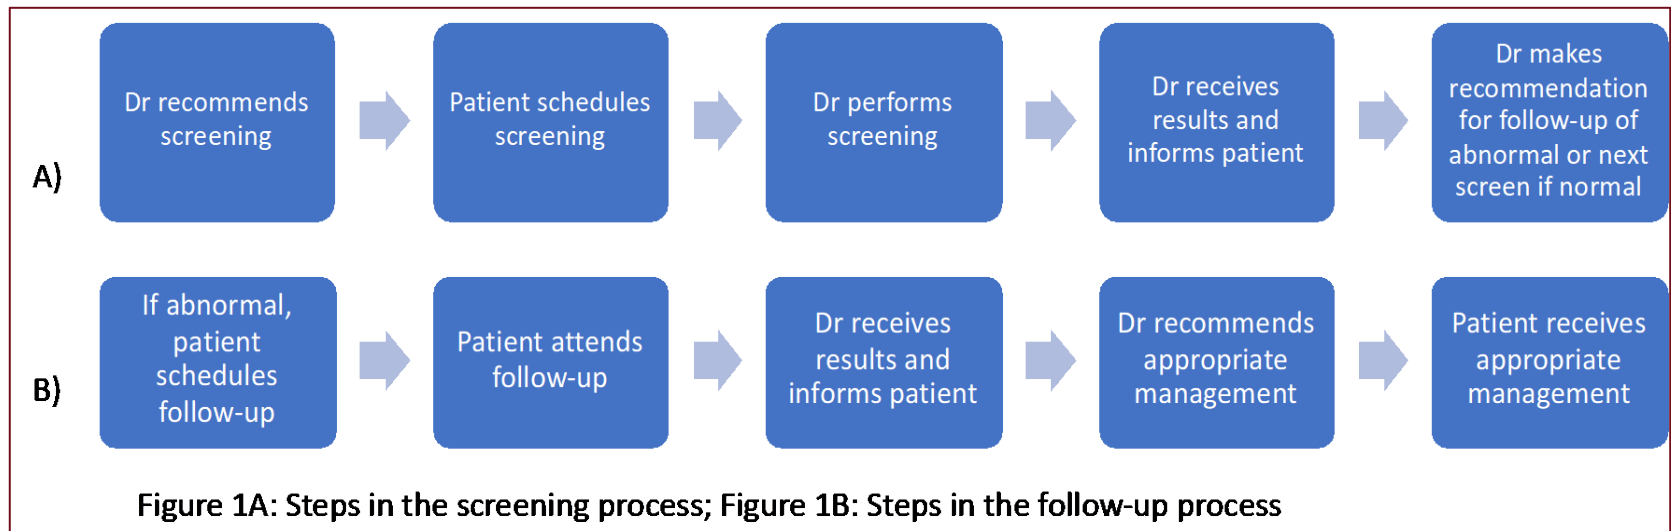 Dr recommends
screening
Patient schedules
screening
Dr performs
screening
Dr receives
results and
informs patient
Dr makes
recommendation
for follow-up of
abnormal or next
screen if normal
A)
If abnormal,
patient
schedules
follow-up
Patient attends
follow-up
Dr receives
results and
informs patient
Dr recommends
appropriate
management
Patient receives
appropriate
management
B)
Figure 1A: Steps in the screening process; Figure 1B: Steps in the follow-up process